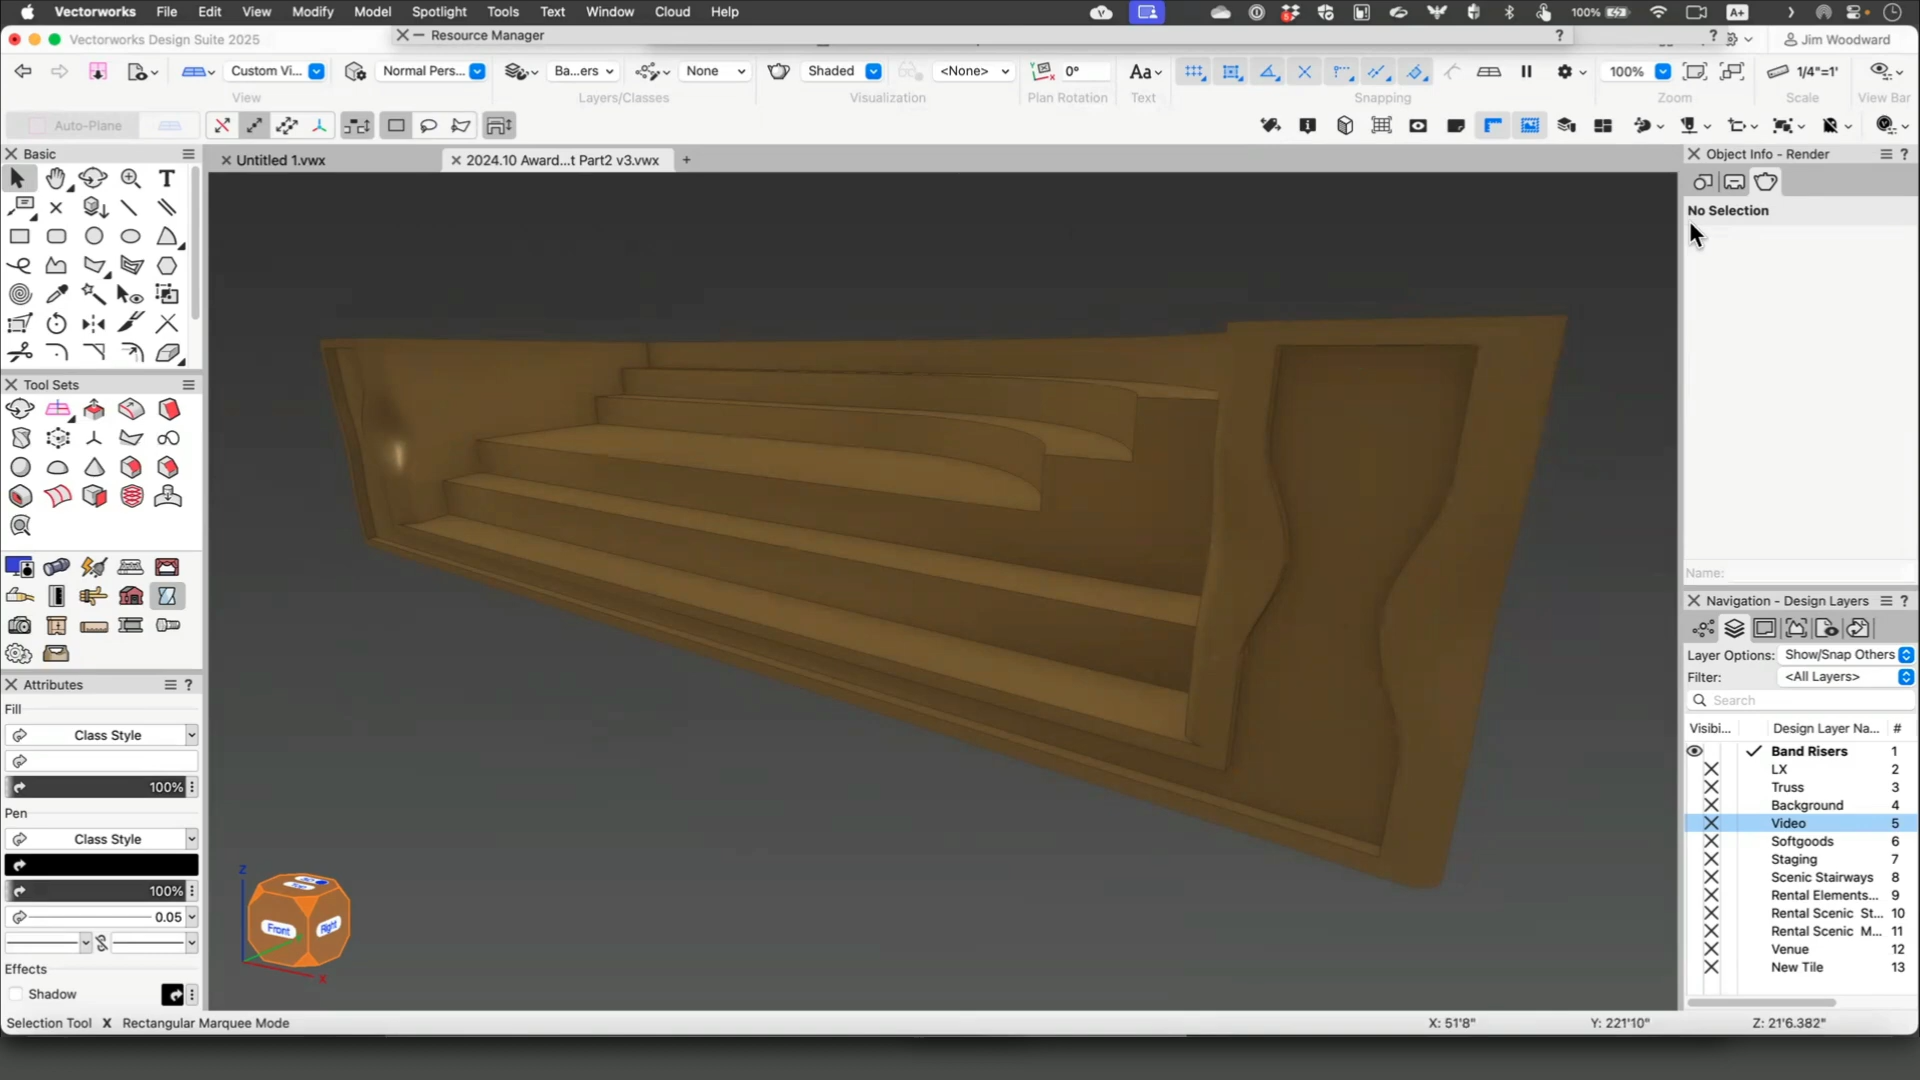 Vectorworks File Edit View Modify Model Spotlight Tools Text Window Cloud Help 100% A+
Vectorworks Design Suite 2025
Resource Manager ? ?
Jim Woodward
Custom Vi... Normal Pers... Ba...ers None Shaded <None> 0° Aa 100% 1/4"=1'
View Layers/Classes Visualization Plan Rotation Text Snapping Zoom Scale View Bar
Auto-Plane
Basic
Untitled 1.vwx
2024.10 Award...t Part2 v3.vwx
Object Info - Render ?
No Selection
Tool Sets
Name:
Navigation - Design Layers ?
Layer Options: Show/Snap Others
Filter: <All Layers>
Search
Visibi... Design Layer Na... #
Band Risers 1
LX 2
Truss 3
Background 4
Video 5
Softgoods 6
Staging 7
Scenic Stairways 8
Rental Elements... 9
Rental Scenic St... 10
Rental Scenic M... 11
Venue 12
New Tile 13
Attributes ?
Fill
Class Style
100%
Pen
Class Style
100%
0.05
Effects
Shadow
Z
Front
Right
X
Selection Tool X Rectangular Marquee Mode
X: 51'8" Y: 221'10" Z: 21'6.382"